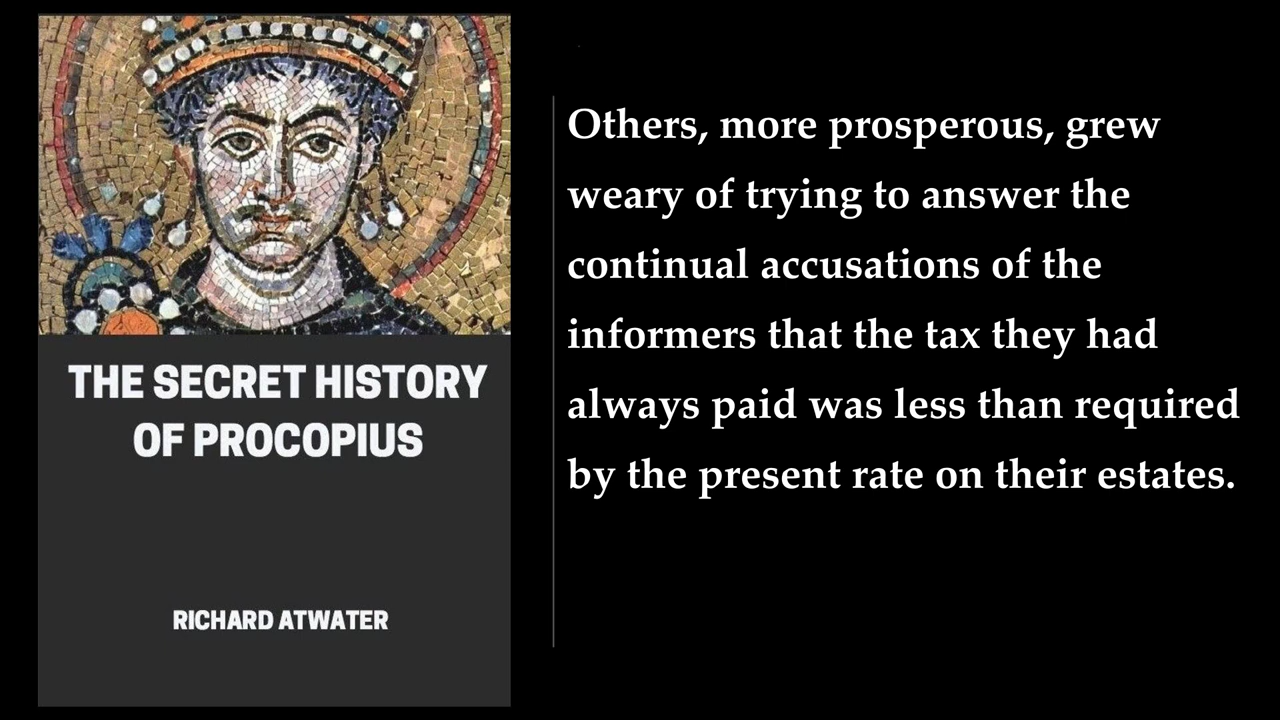 THE SECRET HISTORY
OF PROCOPIUS
RICHARD ATWATER
Others, more prosperous, grew
weary of trying to answer the
continual accusations of the
informers that the tax they had
always paid was less than required
by the present rate on their estates.